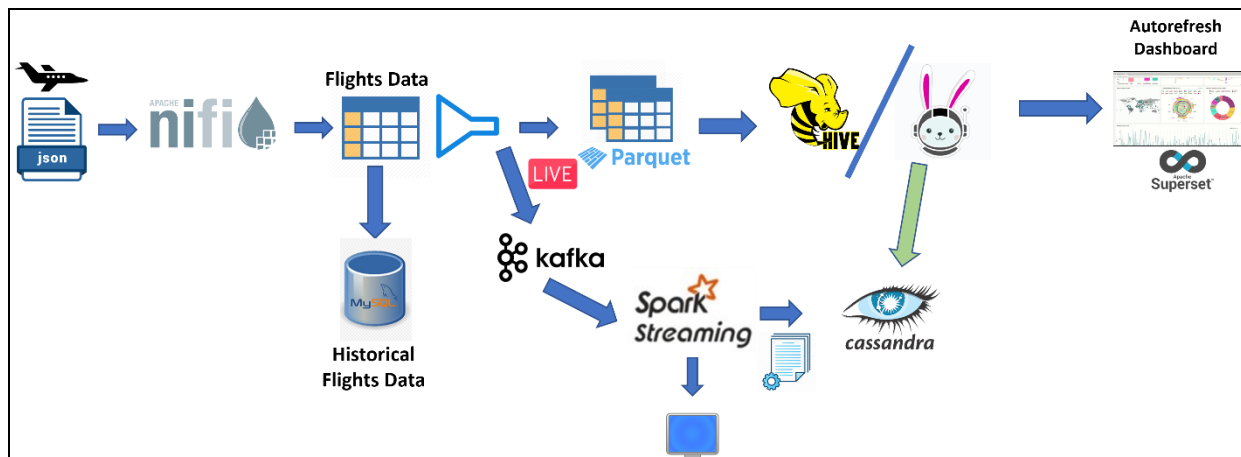 Autorefresh
Dashboard
Flights Data
APACHE
nifi
json
Parquet
HIVE
LIVE
Apache
Superset
kafka
MySQL
Spark
Streaming
cassandra
Historical
Flights Data